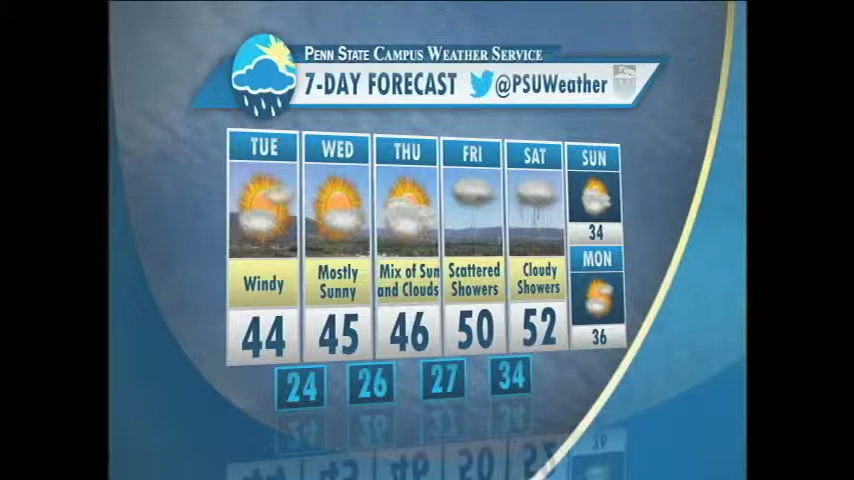 PENN STATE CAMPUS WEATHER SERVICE
7-DAY FORECAST @PSUWeather
TUE WED THU FRI SAT SUN
34
MON
Windy Mostly Sunny Mix of Sun and Clouds Scattered Showers Cloudy Showers
44 45 46 50 52 36
24 26 27 34